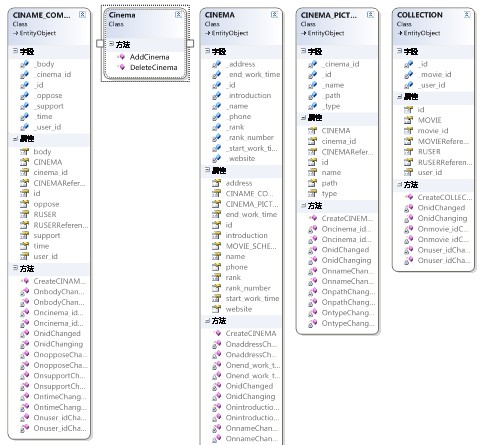 CINAME_COM...
Class
EntityObject
字段
_body
_cinema_id
_id
_oppose
_support
_time
_user_id
属性
body
CINEMA
cinema_id
CINEMARefer...
id
oppose
RUSER
RUSERReferen...
support
time
user_id
方法
CreateCINAM...
OnbodyChan...
OnbodyChan...
Oncinema_id...
Oncinema_id...
OnidChanged
OnidChanging
OnopposeCha...
OnopposeCha...
OnsupportCh...
OnsupportCh...
OntimeChang...
OntimeChang...
Onuser_idCha...
Onuser_idCha...
Cinema
Class
方法
AddCinema
DeleteCinema
CINEMA
Class
EntityObject
字段
_address
_end_work_time
_id
_introduction
_name
_phone
_rank
_rank_number
_start_work_ti...
_website
属性
address
CINAME_CO...
CINEMA_PICT...
end_work_time
id
introduction
MOVIE_SCHE...
name
phone
rank
rank_number
start_work_time
website
方法
CreateCINEMA
OnaddressCh...
OnaddressCh...
Onend_work_t...
Onend_work_t...
OnidChanged
OnidChanging
Onintroductio...
Onintroductio...
OnnameChan...
OnnameChan...
CINEMA_PICT...
Class
EntityObject
字段
_cinema_id
_id
_name
_path
_type
属性
CINEMA
cinema_id
CINEMARefer...
id
name
path
type
方法
CreateCINEM...
Oncinema_id...
Oncinema_id...
OnidChanged
OnidChanging
OnnameChan...
OnnameChan...
OnpathChang...
OnpathChang...
OntypeChang...
OntypeChang...
COLLECTION
Class
EntityObject
字段
_id
_movie_id
_user_id
属性
id
MOVIE
movie_id
MOVIERefere...
RUSER
RUSERReferen...
user_id
方法
CreateCOLLEC...
OnidChanged
OnidChanging
Onmovie_idC...
Onmovie_idC...
Onuser_idCha...
Onuser_idCha...